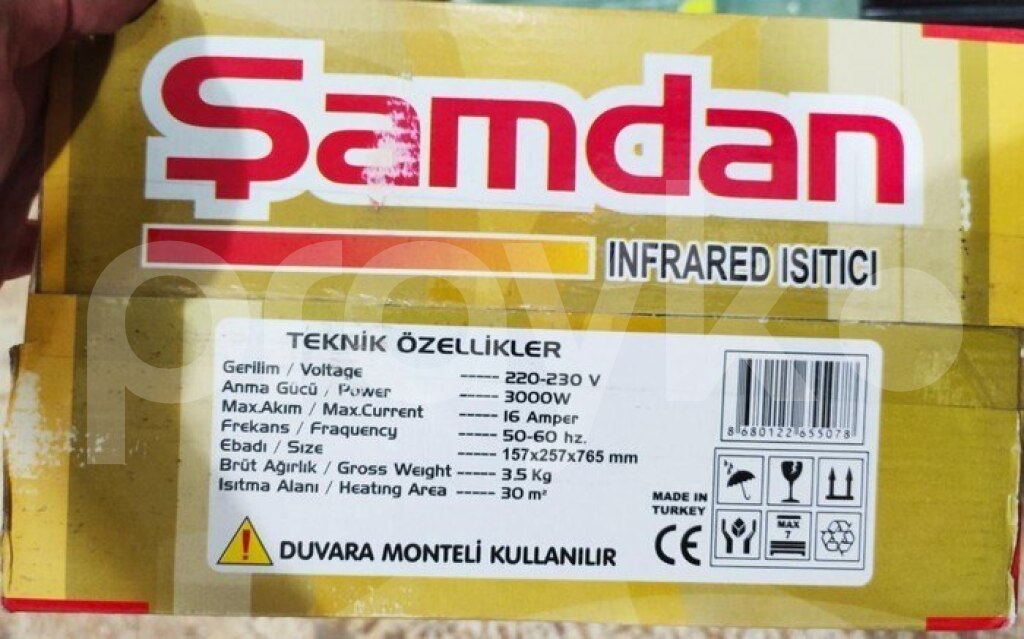 Şamdan
INFRARED ISITICI
TEKNİK ÖZELLİKLER
Gerilim / Voltage ----- 220-230 V
Anma Gücü / Power ----- 3000W
Max.Akım / Max.Current ----- 16 Amper
Frekans / Fraquency ----- 50-60 hz.
Ebadı / Size ----- 157x257x765 mm
Brüt Ağırlık / Gross Weight ----- 3.5 Kg
Isıtma Alanı / Heating Area ----- 30 m²
DUVARA MONTELİ KULLANILIR
8 680122 655078
MADE IN
TURKEY
CE
MAX
7
provko